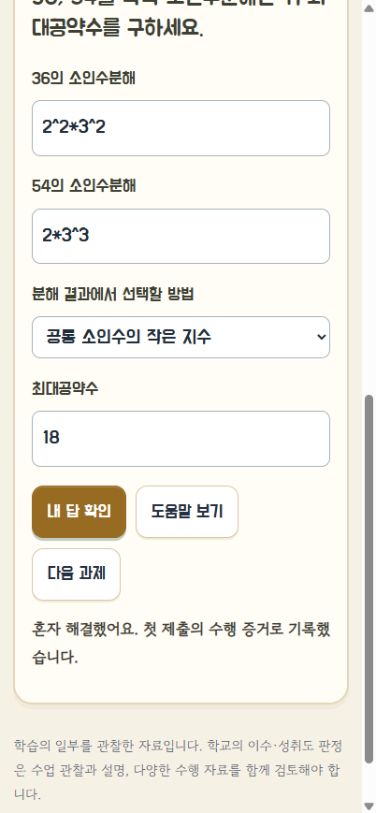 대공약수를 구하세요.
36의 소인수분해
2^2*3^2
54의 소인수분해
2*3^3
분해 결과에서 선택할 방법
공통 소인수의 작은 지수
최대공약수
18
내 답 확인
도움말 보기
다음 과제
혼자 해결했어요. 첫 제출의 수행 증거로 기록했
습니다.
학습의 일부를 관찰한 자료입니다. 학교의 이수·성취도 판정
은 수업 관찰과 설명, 다양한 수행 자료를 함께 검토해야 합
니다.